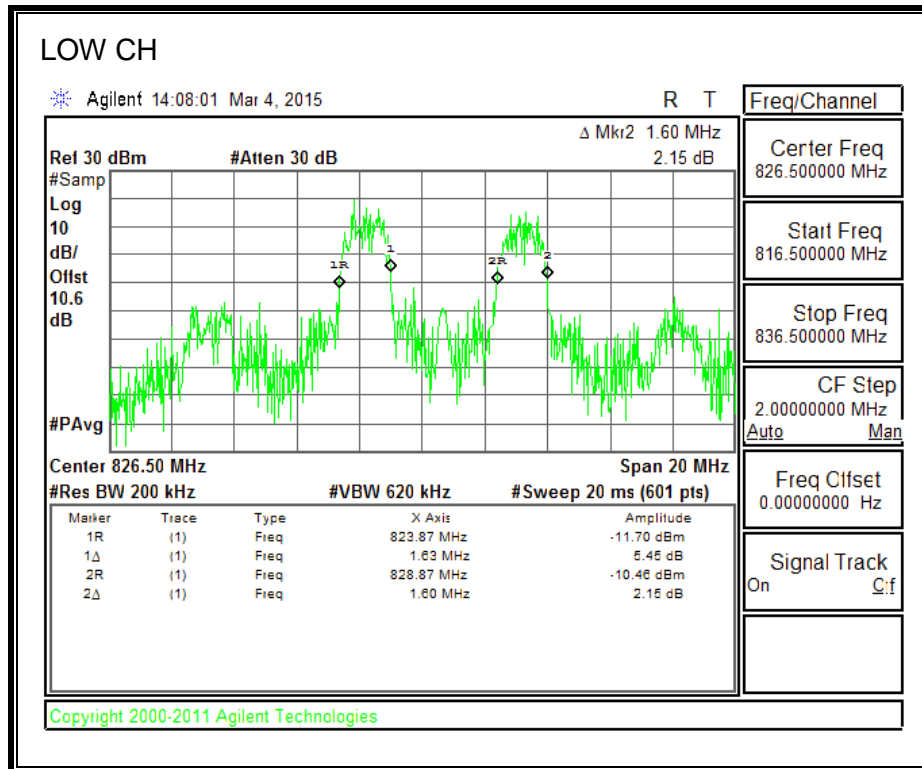 LOW CH
Agilent 14:08:01 Mar 4, 2015 R T
Δ Mkr2 1.60 MHz
Ref 30 dBm #Atten 30 dB 2.15 dB
#Samp
Log
10
dB/
Offst
10.6
dB
1R 1 2R 2
#PAvg
Center 826.50 MHz Span 20 MHz
#Res BW 200 kHz #VBW 620 kHz #Sweep 20 ms (601 pts)
Marker Trace Type X Axis Amplitude
1R (1) Freq 823.87 MHz -11.70 dBm
1Δ (1) Freq 1.63 MHz 5.45 dB
2R (1) Freq 828.87 MHz -10.46 dBm
2Δ (1) Freq 1.60 MHz 2.15 dB
Freq/Channel
Center Freq
826.500000 MHz
Start Freq
816.500000 MHz
Stop Freq
836.500000 MHz
CF Step
2.00000000 MHz
Auto Man
Freq Offset
0.00000000 Hz
Signal Track
On Off
Copyright 2000-2011 Agilent Technologies